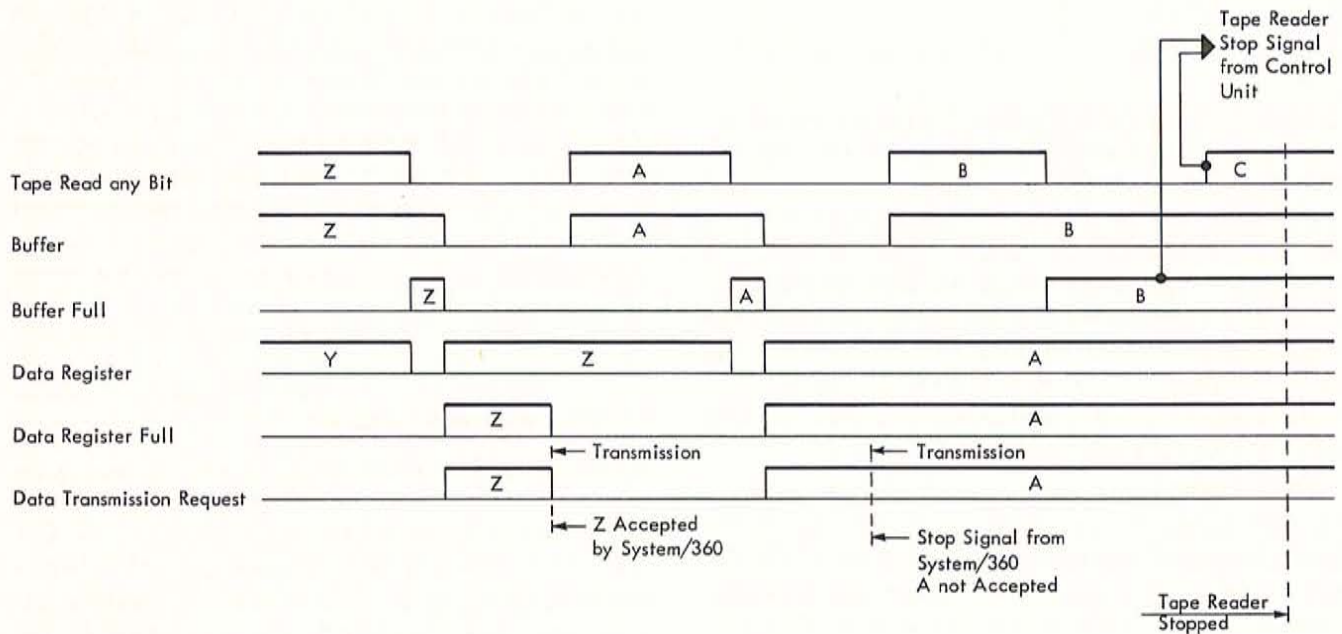 Tape Reader
Stop Signal
from Control
Unit
Tape Read any Bit
Z
A
B
C
Buffer
Z
A
B
Buffer Full
Z
A
B
Data Register
Y
Z
A
Data Register Full
Z
A
Transmission
Transmission
Data Transmission Request
Z
A
Z Accepted
by System/360
Stop Signal from
System/360
A not Accepted
Tape Reader
Stopped